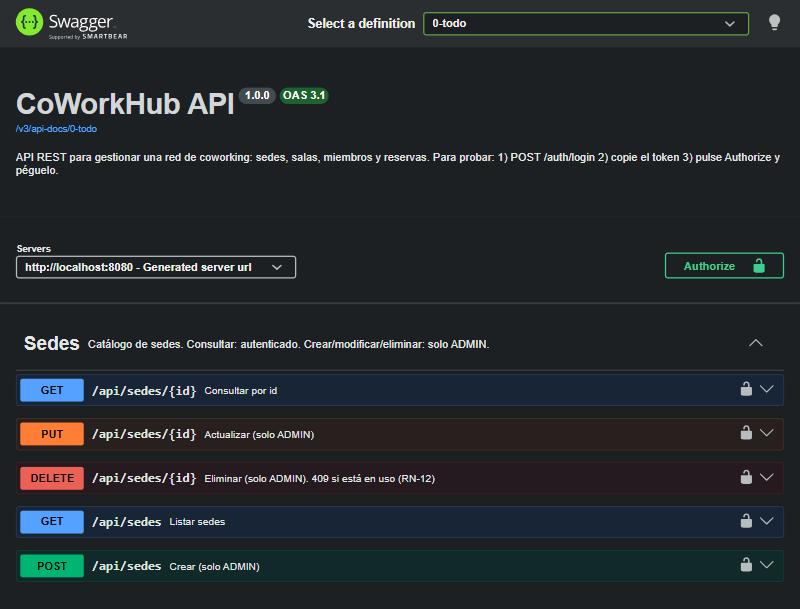 Swagger
Supported by SMARTBEAR
Select a definition
0-todo
CoWorkHub API 1.0.0 OAS 3.1
/v3/api-docs/0-todo
API REST para gestionar una red de coworking: sedes, salas, miembros y reservas. Para probar: 1) POST /auth/login 2) copie el token 3) pulse Authorize y
péguelo.
Servers
http://localhost:8080 - Generated server url
Authorize
Sedes Catálogo de sedes. Consultar: autenticado. Crear/modificar/eliminar: solo ADMIN.
GET /api/sedes/{id} Consultar por id
PUT /api/sedes/{id} Actualizar (solo ADMIN)
DELETE /api/sedes/{id} Eliminar (solo ADMIN). 409 si está en uso (RN-12)
GET /api/sedes Listar sedes
POST /api/sedes Crear (solo ADMIN)